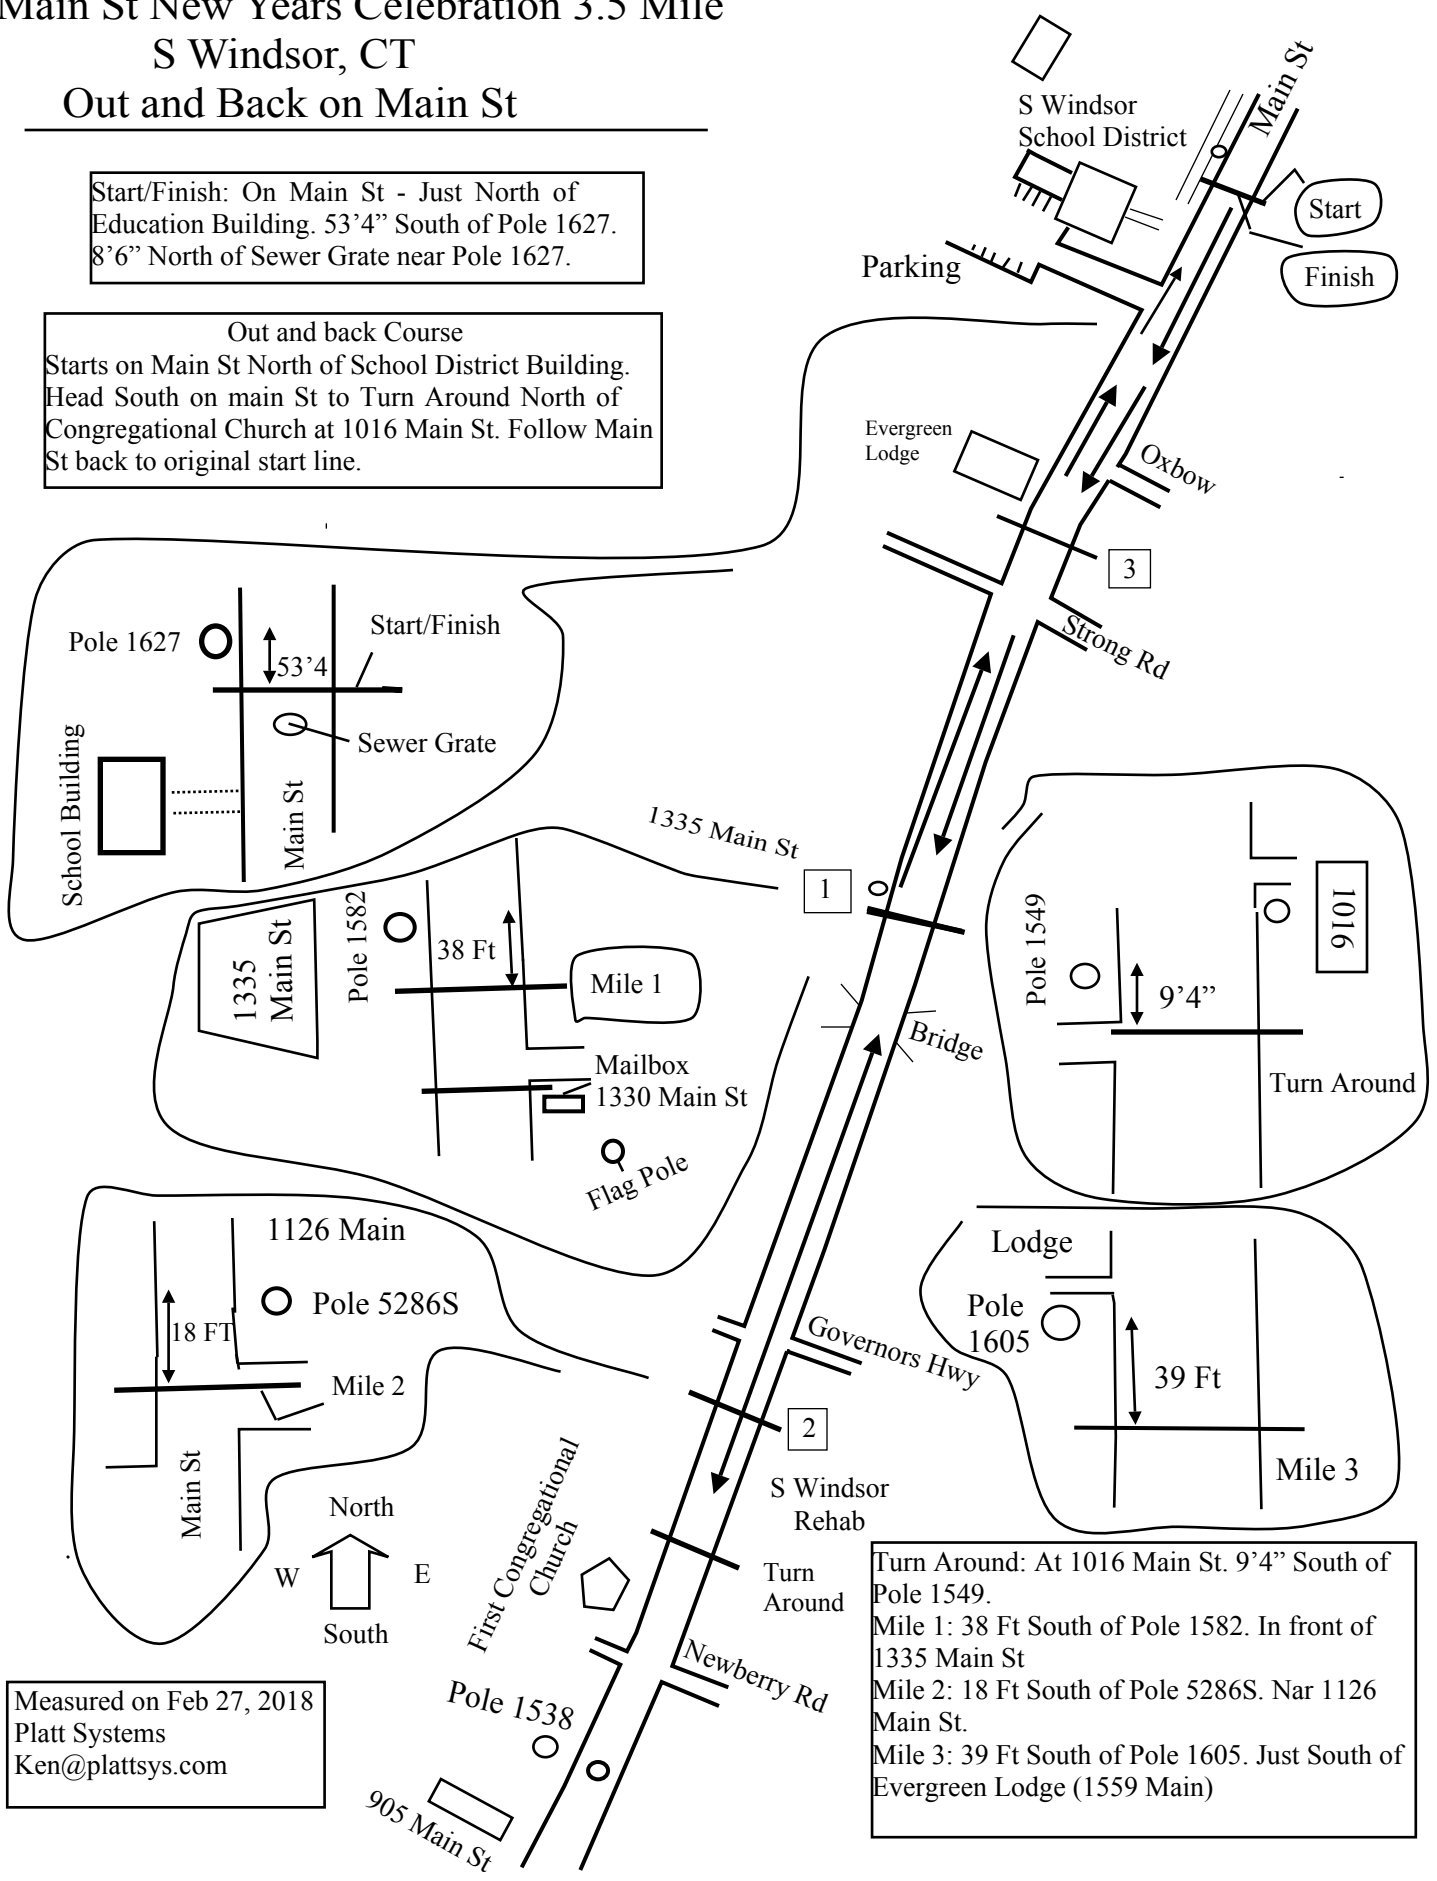 Main St New Years Celebration 3.5 Mile
S Windsor, CT
Out and Back on Main St
Start/Finish: On Main St - Just North of
Education Building. 53’4” South of Pole 1627.
8’6” North of Sewer Grate near Pole 1627.
Out and back Course
Starts on Main St North of School District Building.
Head South on main St to Turn Around North of
Congregational Church at 1016 Main St. Follow Main
St back to original start line.
S Windsor
School District
Main St
Start
Finish
Parking
Evergreen
Lodge
Oxbow
3
Strong Rd
Pole 1627
53’4
Start/Finish
Sewer Grate
School Building
Main St
1335 Main St
1
Bridge
1335
Main St
Pole 1582
38 Ft
Mile 1
Mailbox
1330 Main St
Flag Pole
Pole 1549
9’4”
1016
Turn Around
1126 Main
Pole 5286S
18 FT
Mile 2
Main St
Governors Hwy
2
Lodge
Pole
1605
39 Ft
Mile 3
North
W
E
South
First Congregational
Church
S Windsor
Rehab
Turn
Around
Newberry Rd
Pole 1538
905 Main St
Measured on Feb 27, 2018
Platt Systems
Ken@plattsys.com
Turn Around: At 1016 Main St. 9’4” South of
Pole 1549.
Mile 1: 38 Ft South of Pole 1582. In front of
1335 Main St
Mile 2: 18 Ft South of Pole 5286S. Nar 1126
Main St.
Mile 3: 39 Ft South of Pole 1605. Just South of
Evergreen Lodge (1559 Main)